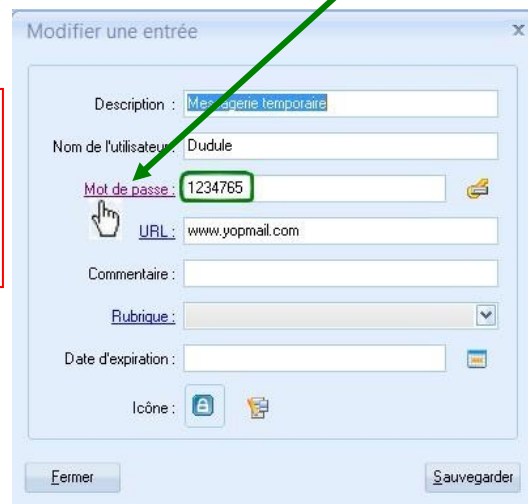 Modifier une entrée x
Description : Messagerie temporaire
Nom de l'utilisateur : Dudule
Mot de passe : 1234765
URL : www.yopmail.com
Commentaire :
Rubrique :
Date d'expiration :
Icône :
Fermer Sauvegarder